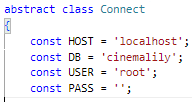 abstract class Connect
{
const HOST = 'localhost';
const DB = 'cinemalily';
const USER = 'root';
const PASS = '';